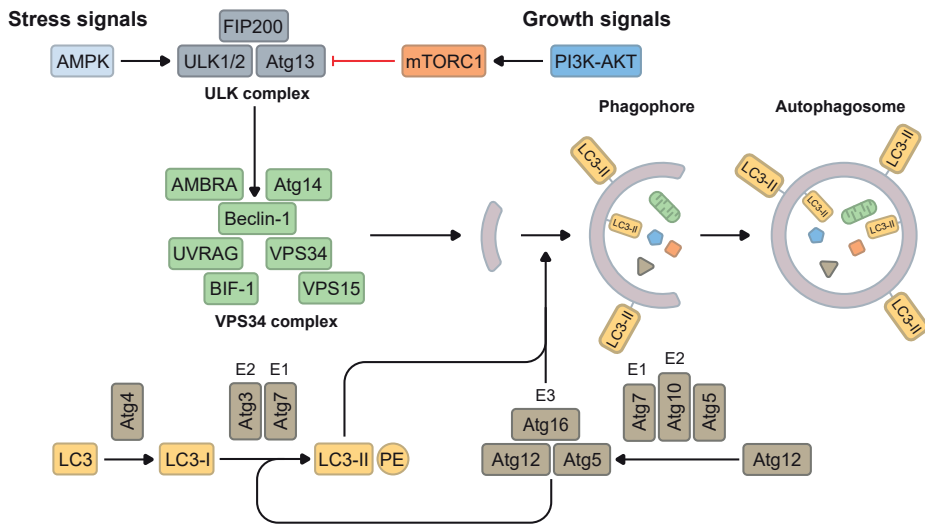 Stress signals
Growth signals
FIP200
AMPK
ULK1/2
Atg13
mTORC1
PI3K-AKT
ULK complex
Phagophore
Autophagosome
LC3-II
LC3-II
LC3-II
AMBRA
Atg14
LC3-II
Beclin-1
LC3-II
LC3-II
UVRAG
VPS34
BIF-1
VPS15
VPS34 complex
LC3-II
LC3-II
E2
E1
E1
E2
Atg4
Atg3
Atg7
E3
Atg7
Atg10
Atg5
Atg16
LC3
LC3-I
LC3-II
PE
Atg12
Atg5
Atg12